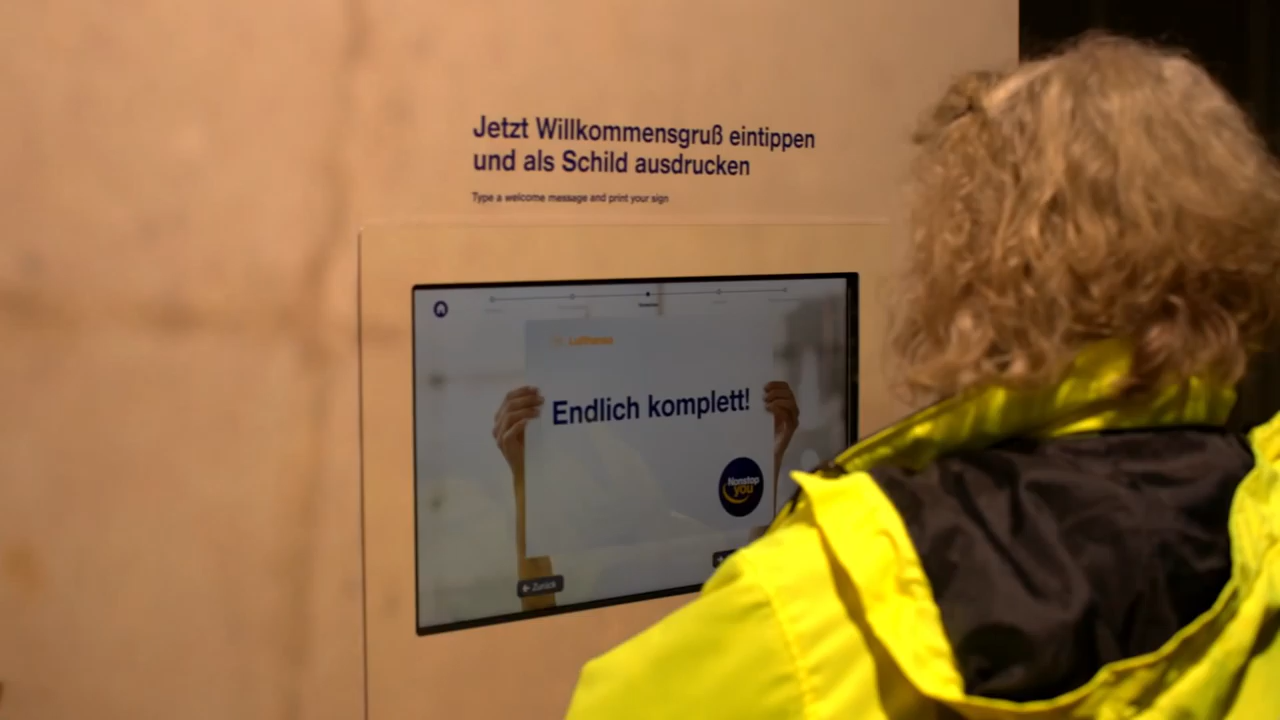 Jetzt Willkommensgruß eintippen
und als Schild ausdrucken
Type a welcome message and print your sign
Lufthansa
Endlich komplett!
Nonstop
you
Zurück